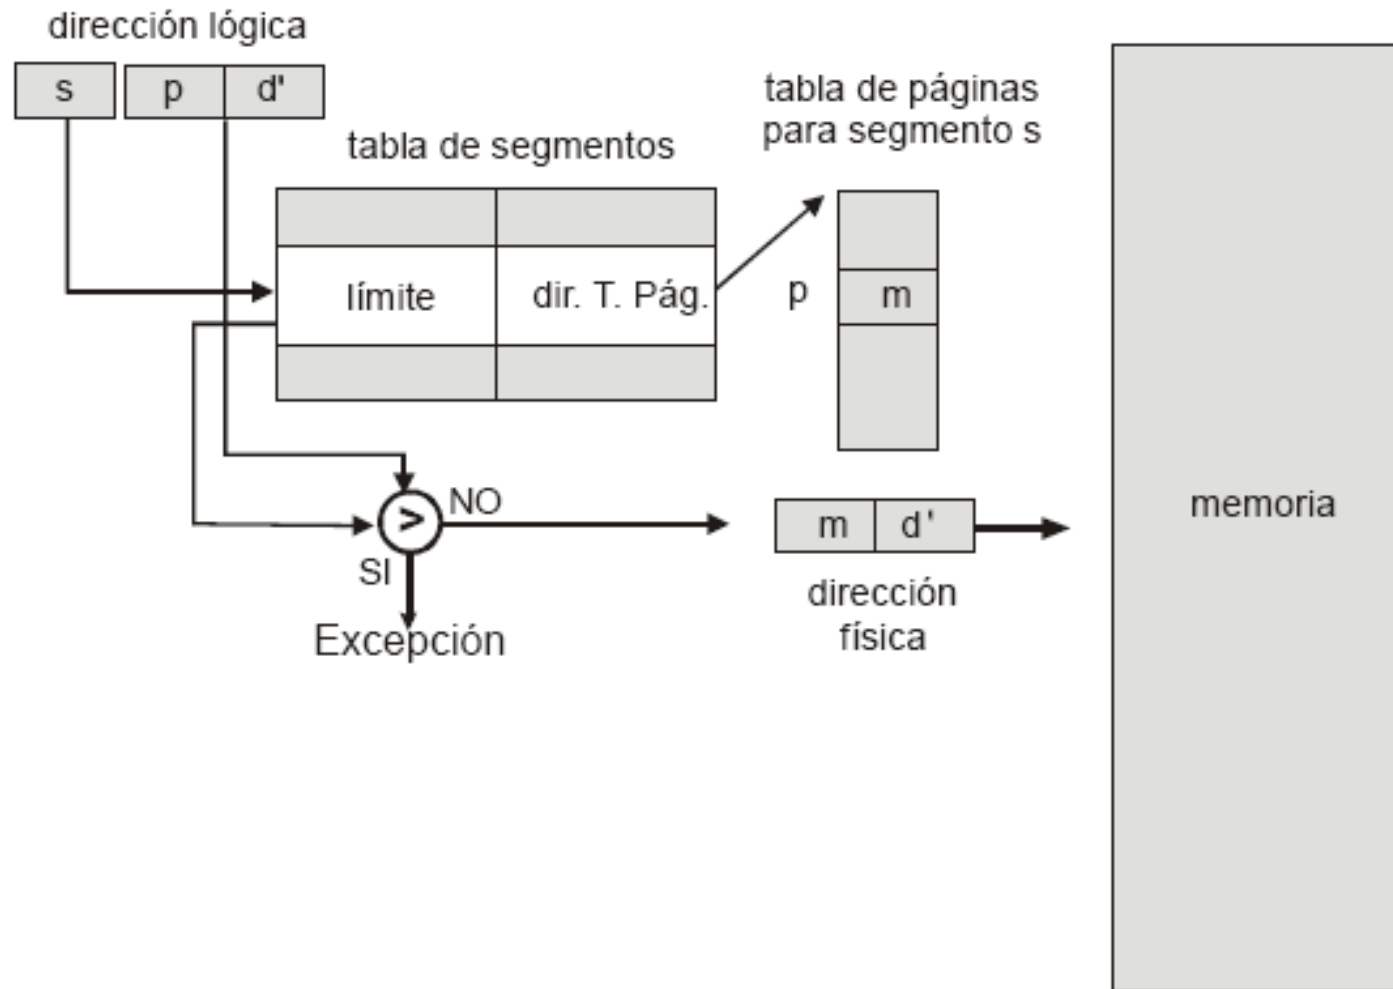 dirección lógica
s p d'
tabla de segmentos
tabla de páginas
para segmento s
límite dir. T. Pág.
p m
> NO
SI
Excepción
m d'
dirección
física
memoria